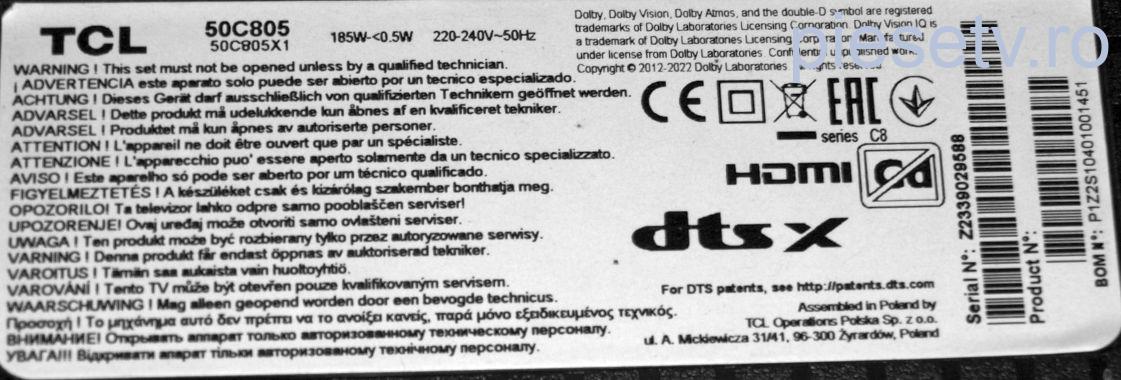 TCL
50C805
50C805X1
185W-<0.5W 220-240V~50Hz
Dolby, Dolby Vision, Dolby Atmos, and the double-D symbol are registered
trademarks of Dolby Laboratories Licensing Corporation. Dolby Vision IQ is
a trademark of Dolby Laboratories Licensing Corporation. Manufactured
under license from Dolby Laboratories. Confidential unpublished works.
Copyright © 2012-2022 Dolby Laboratories. All rights reserved.
pesetv.ro
WARNING ! This set must not be opened unless by a qualified technician.
¡ ADVERTENCIA este aparato solo puede ser abierto por un tecnico especializado.
ACHTUNG ! Dieses Gerät darf ausschließlich von qualifizierten Technikern geöffnet werden.
ADVARSEL ! Dette produkt må udelukkende kun åbnes af en kvalificeret tekniker.
ADVARSEL ! Produktet må kun åpnes av autoriserte personer.
ATTENTION ! L'appareil ne doit être ouvert que par un spécialiste.
ATTENZIONE ! L'apparecchio puo' essere aperto solamente da un tecnico specializzato.
AVISO ! Este aparelho só pode ser aberto por um técnico qualificado.
FIGYELMEZTETÉS ! A készüléket csak és kizárólag szakember bonthatja meg.
OPOZORILO! Ta televizor lahko odpre samo pooblaščen serviser!
UPOZORENJE! Ovaj uređaj može otvoriti samo ovlašteni serviser.
UWAGA ! Ten produkt może być rozbierany tylko przez autoryzowane serwisy.
VARNING ! Denna produkt får endast öppnas av auktoriserad tekniker.
VAROITUS ! Tämän saa aukaista vain huoltoyhtiö.
VAROVÁNÍ ! Tento TV může být otevřen pouze kvalifikovaným servisem.
WAARSCHUWING ! Mag alleen geopend worden door een bevogde technicus.
Προσοχή ! Το μηχάνημα αυτό δεν πρέπει να το ανοίξει κανείς, παρά μόνο εξειδικευμένος τεχνικός.
ВНИМАНИЕ! Открывать аппарат только авторизованному техническому персоналу.
УВАГА!!! Відкривати апарат тільки авторизованому технічному персоналу.
CE EAC
series C8
HDMI Cd
dts x
For DTS patents, see http://patents.dts.com
Assembled in Poland by
TCL Operations Polska Sp. z o.o.
ul. A. Mickiewicza 31/41, 96-300 Żyrardów, Poland
Serial N°: Z2339029588
Product N°:
BOM N°: P1Z2S104010001451